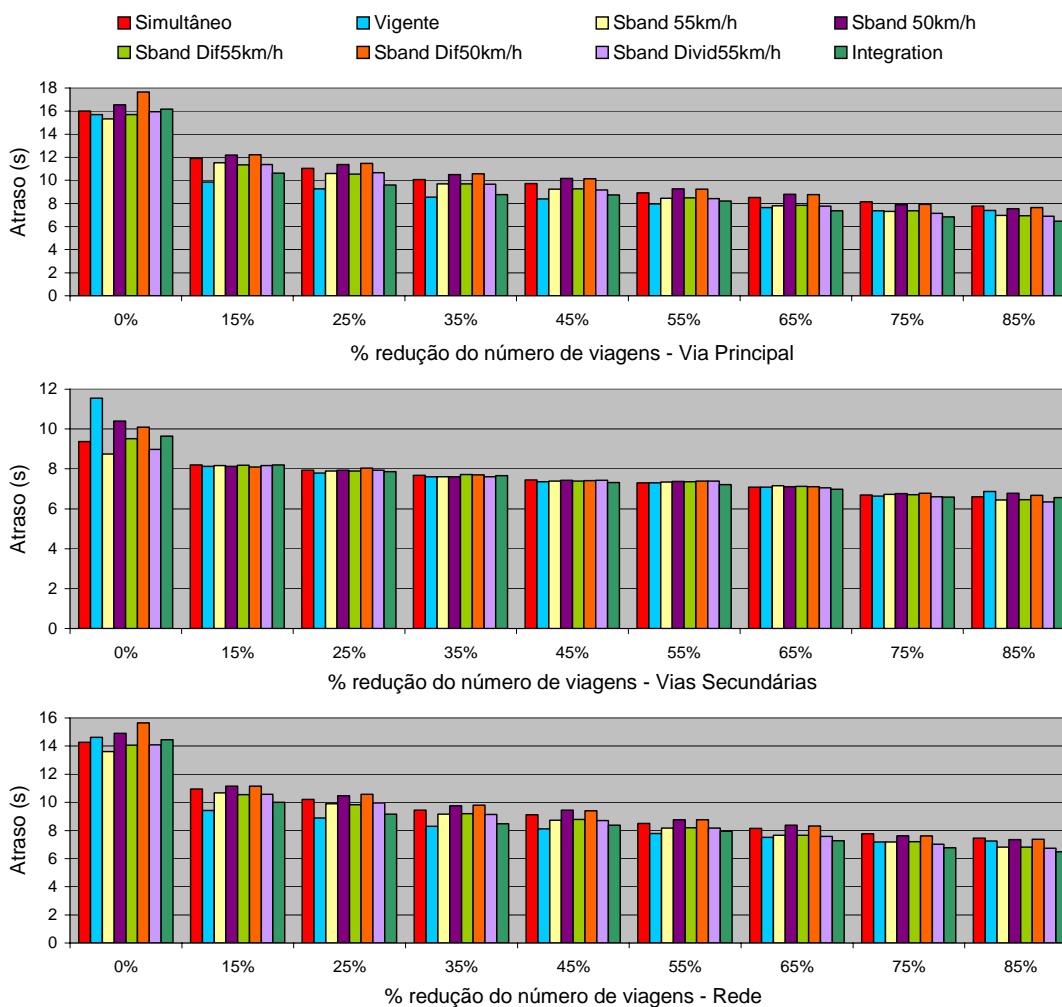 Simultâneo Vigente Sband 55km/h Sband 50km/h
Sband Dif55km/h Sband Dif50km/h Sband Divid55km/h Integration
Atraso (s)
18
16
14
12
10
8
6
4
2
0
0% 15% 25% 35% 45% 55% 65% 75% 85%
% redução do número de viagens - Via Principal
Atraso (s)
12
10
8
6
4
2
0
0% 15% 25% 35% 45% 55% 65% 75% 85%
% redução do número de viagens - Vias Secundárias
Atraso (s)
16
14
12
10
8
6
4
2
0
0% 15% 25% 35% 45% 55% 65% 75% 85%
% redução do número de viagens - Rede